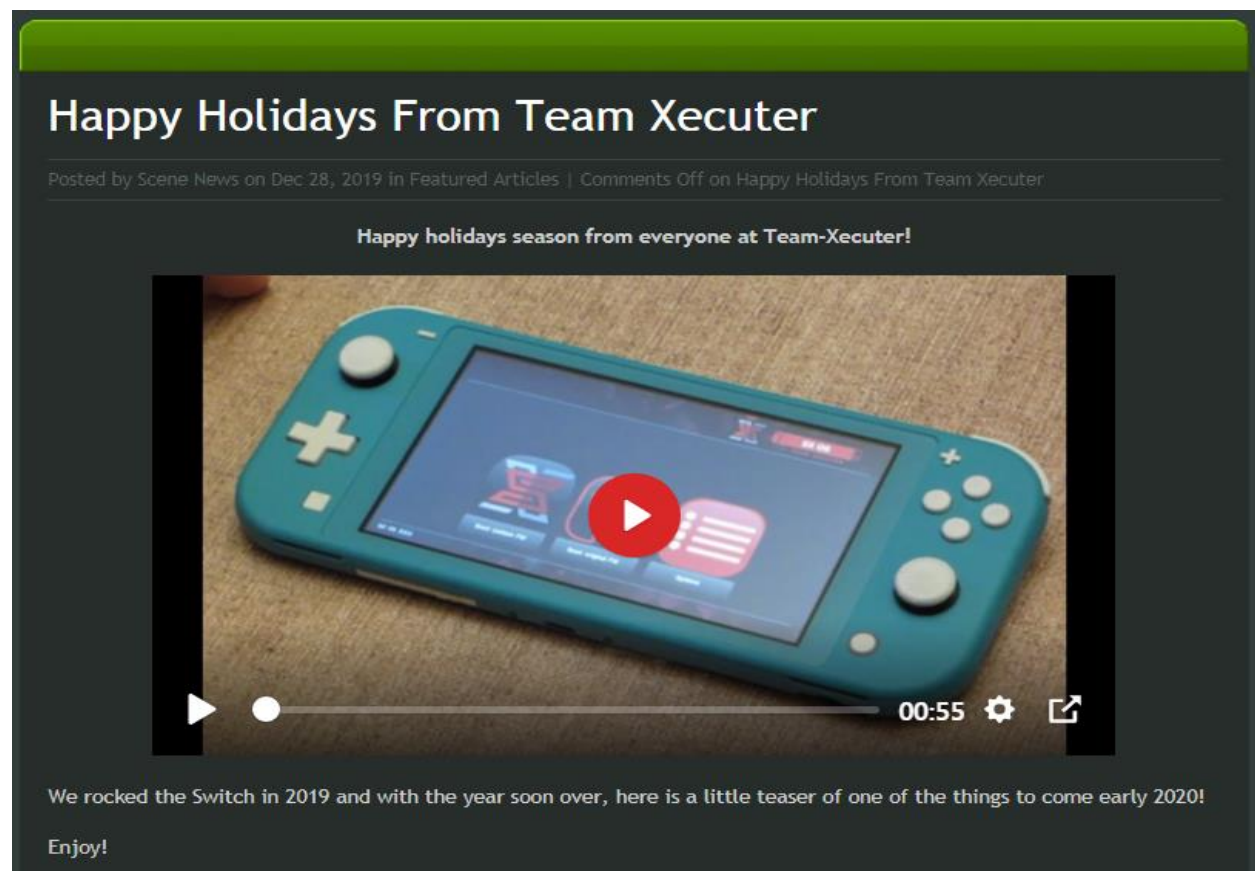 Happy Holidays From Team Xecuter
Posted by Scene News on Dec 28, 2019 in Featured Articles | Comments Off on Happy Holidays From Team Xecuter
Happy holidays season from everyone at Team-Xecuter!
00:55
We rocked the Switch in 2019 and with the year soon over, here is a little teaser of one of the things to come early 2020!
Enjoy!